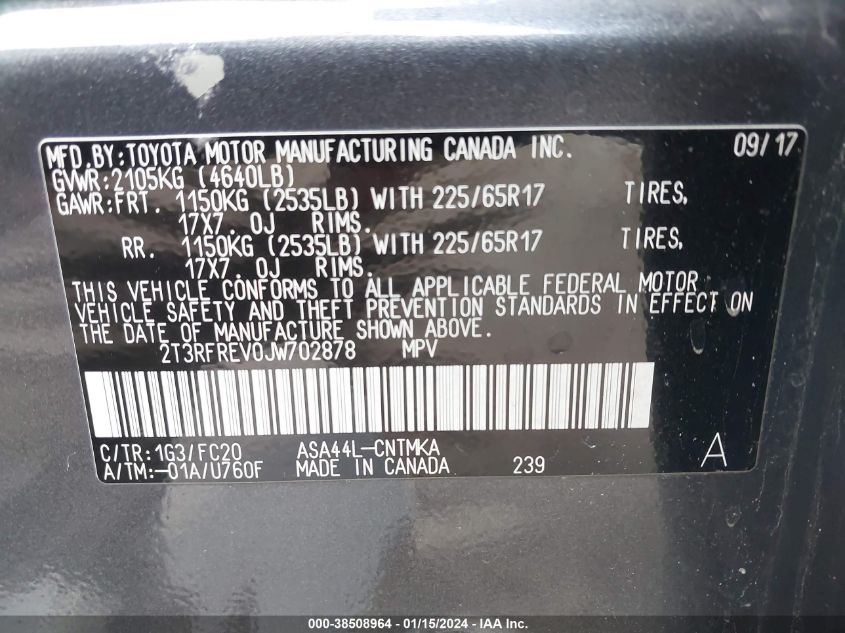 MFD.BY:TOYOTA MOTOR MANUFACTURING CANADA INC. 09/17
GVWR:2105KG (4640LB)
GAWR:FRT. 1150KG (2535LB) WITH 225/65R17 TIRES,
17X7.0J RIMS.
RR. 1150KG (2535LB) WITH 225/65R17 TIRES,
17X7.0J RIMS.
THIS VEHICLE CONFORMS TO ALL APPLICABLE FEDERAL MOTOR
VEHICLE SAFETY AND THEFT PREVENTION STANDARDS IN EFFECT ON
THE DATE OF MANUFACTURE SHOWN ABOVE.
2T3RFREV0JW702878 MPV
C/TR:1G3/FC20 ASA44L-CNTMKA A
A/TM:-01A/U760F MADE IN CANADA 239
000-38508964 - 01/15/2024 - IAA Inc.